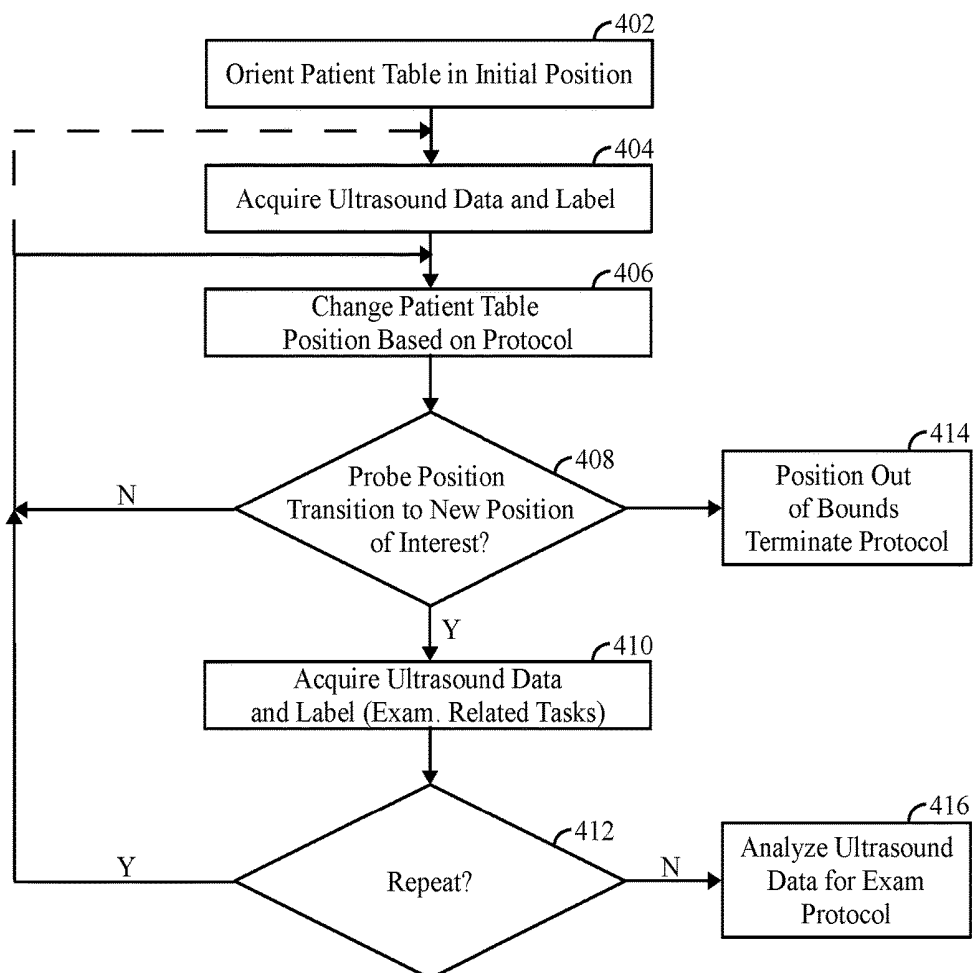 402
Orient Patient Table in Initial Position
404
Acquire Ultrasound Data and Label
406
Change Patient Table
Position Based on Protocol
408
Probe Position
Transition to New Position
of Interest?
N
414
Position Out
of Bounds
Terminate Protocol
Y
410
Acquire Ultrasound Data
and Label (Exam. Related Tasks)
412
Repeat?
Y
N
416
Analyze Ultrasound
Data for Exam
Protocol